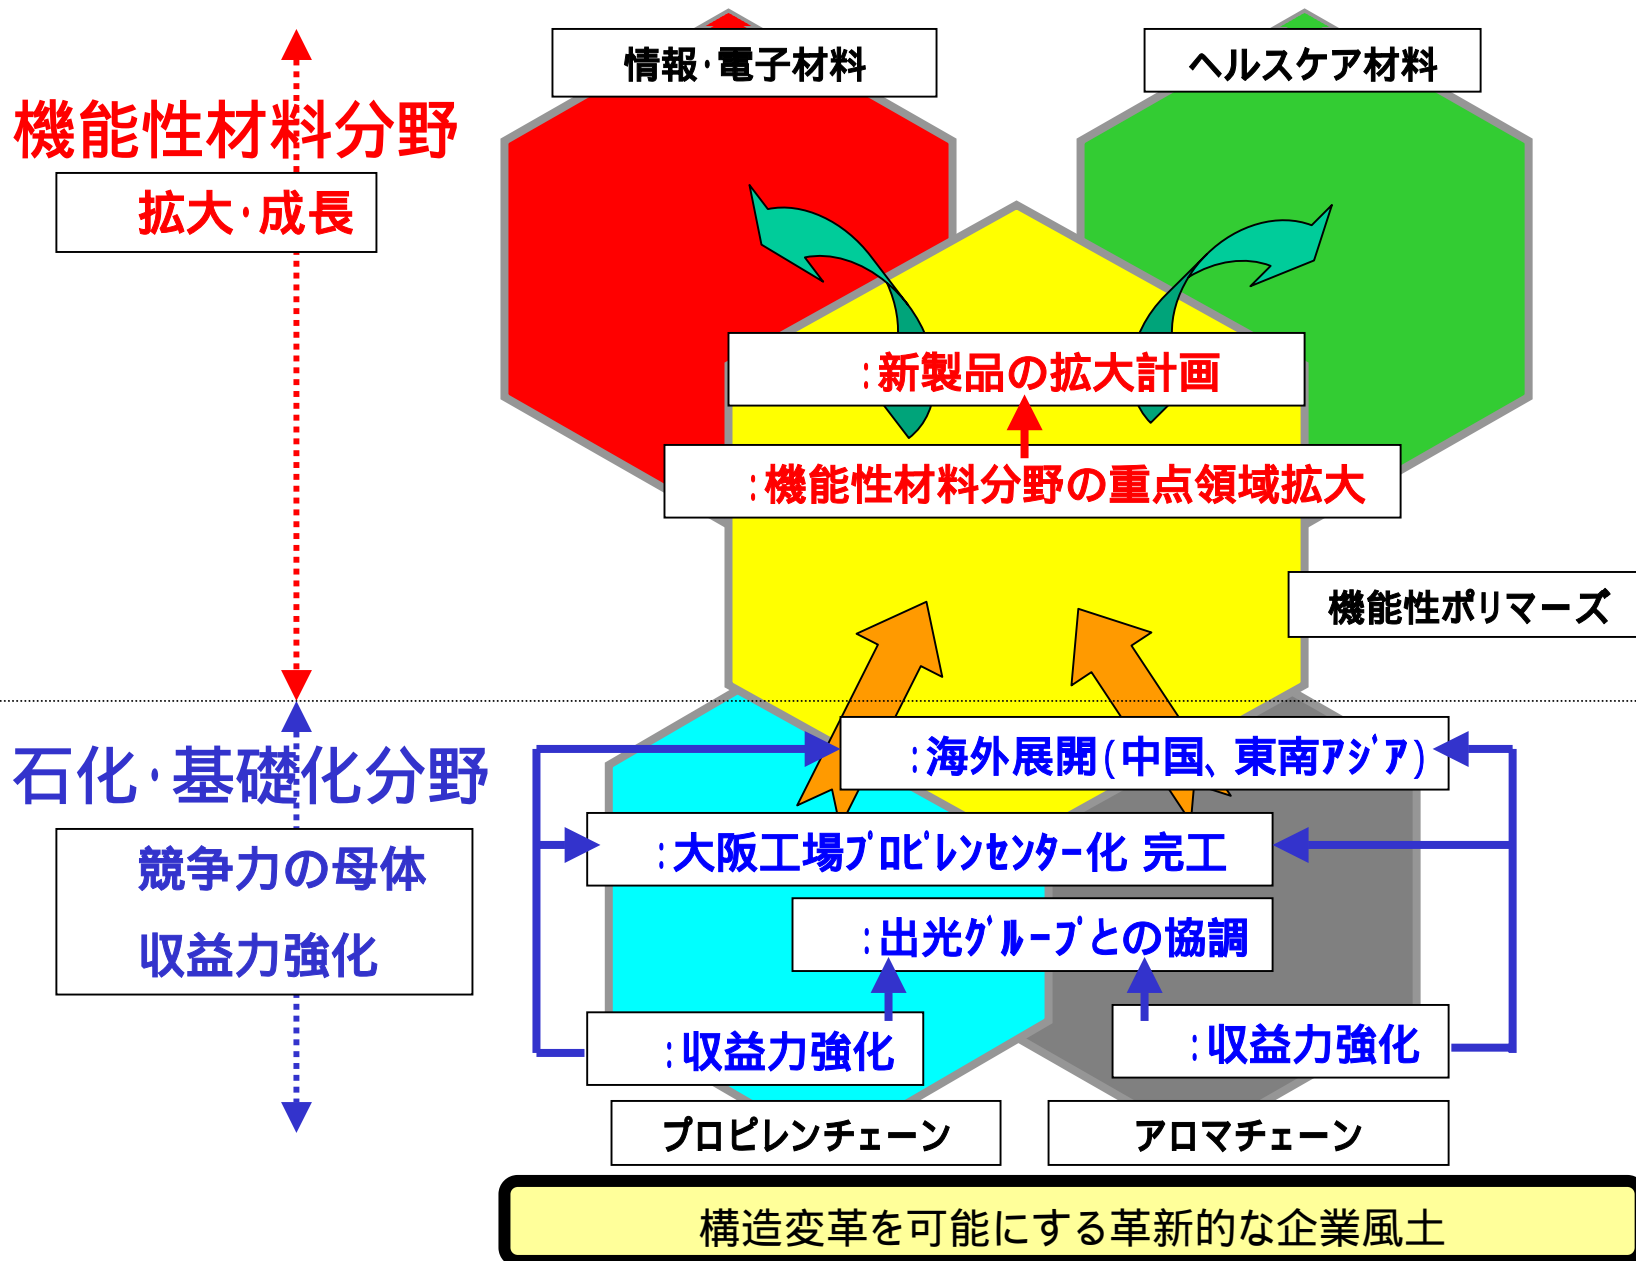 情報・電子材料
ヘルスケア材料
機能性材料分野
拡大・成長
:新製品の拡大計画
:機能性材料分野の重点領域拡大
機能性ポリマーズ
石化・基礎化分野
:海外展開(中国、東南ｱｼﾞｱ)
競争力の母体
収益力強化
:大阪工場ﾌﾟﾛﾋﾟﾚﾝｾﾝﾀｰ化 完工
:出光ｸﾞﾙｰﾌﾟとの協調
:収益力強化
:収益力強化
プロピレンチェーン
アロマチェーン
構造変革を可能にする革新的な企業風土